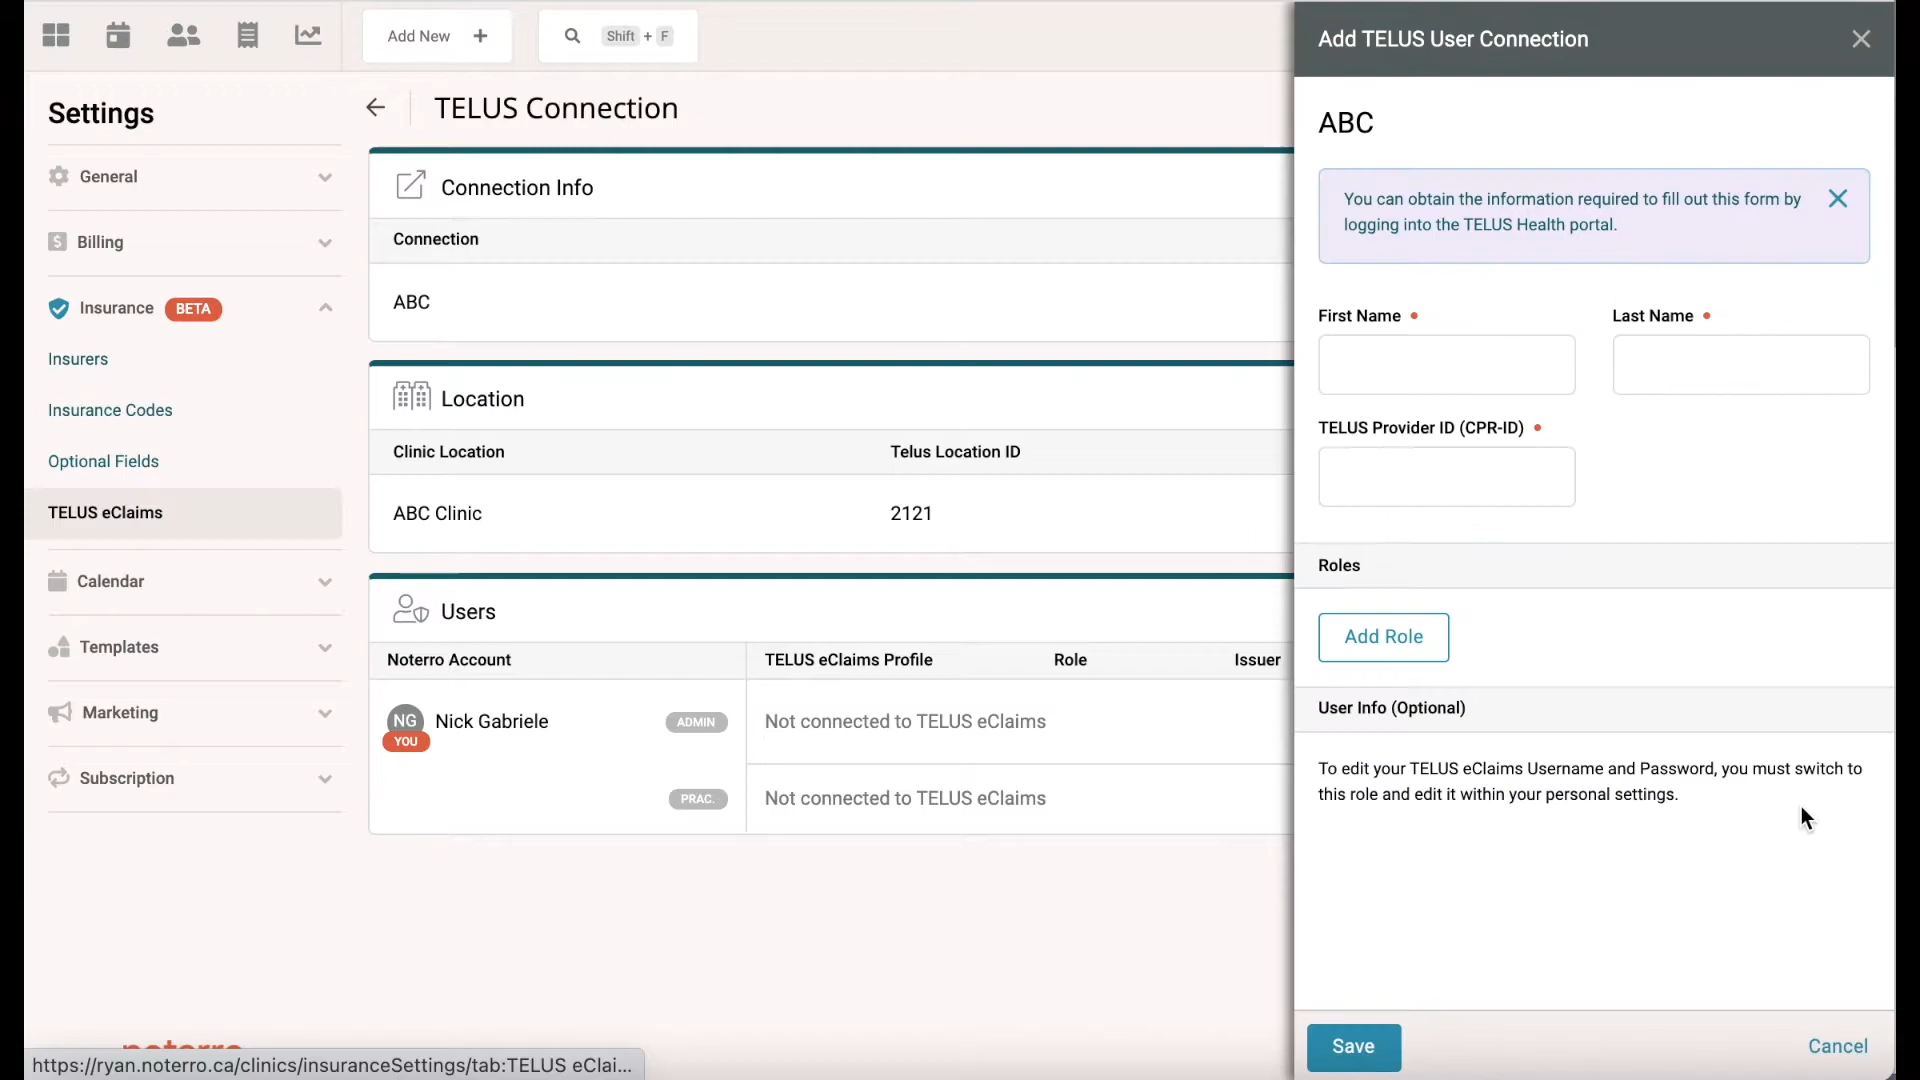 Add New +
Shift + F
Add TELUS User Connection
Settings
General
Billing
Insurance BETA
Insurers
Insurance Codes
Optional Fields
TELUS eClaims
Calendar
Templates
Marketing
Subscription
TELUS Connection
Connection Info
Connection
ABC
Location
Clinic Location Telus Location ID
ABC Clinic 2121
Users
Noterro Account TELUS eClaims Profile Role Issuer
NG Nick Gabriele ADMIN Not connected to TELUS eClaims
YOU
PRAC. Not connected to TELUS eClaims
ABC
You can obtain the information required to fill out this form by
logging into the TELUS Health portal.
First Name Last Name
TELUS Provider ID (CPR-ID)
Roles
Add Role
User Info (Optional)
To edit your TELUS eClaims Username and Password, you must switch to
this role and edit it within your personal settings.
Save Cancel
https://ryan.noterro.ca/clinics/insuranceSettings/tab:TELUS eClai...